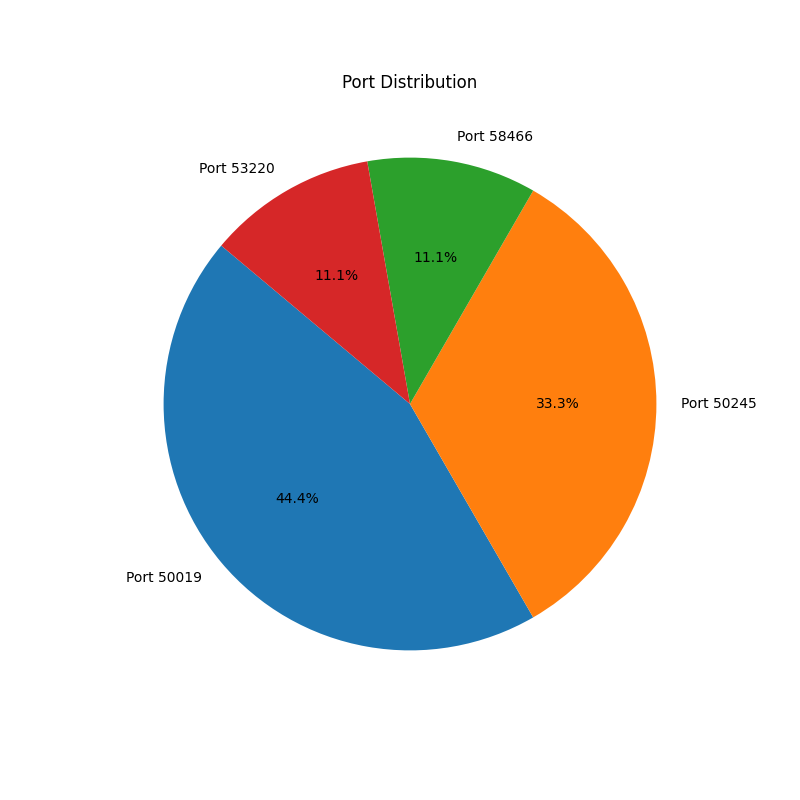 Port Distribution
Port 58466
Port 53220
11.1%
11.1%
33.3%
Port 50245
44.4%
Port 50019